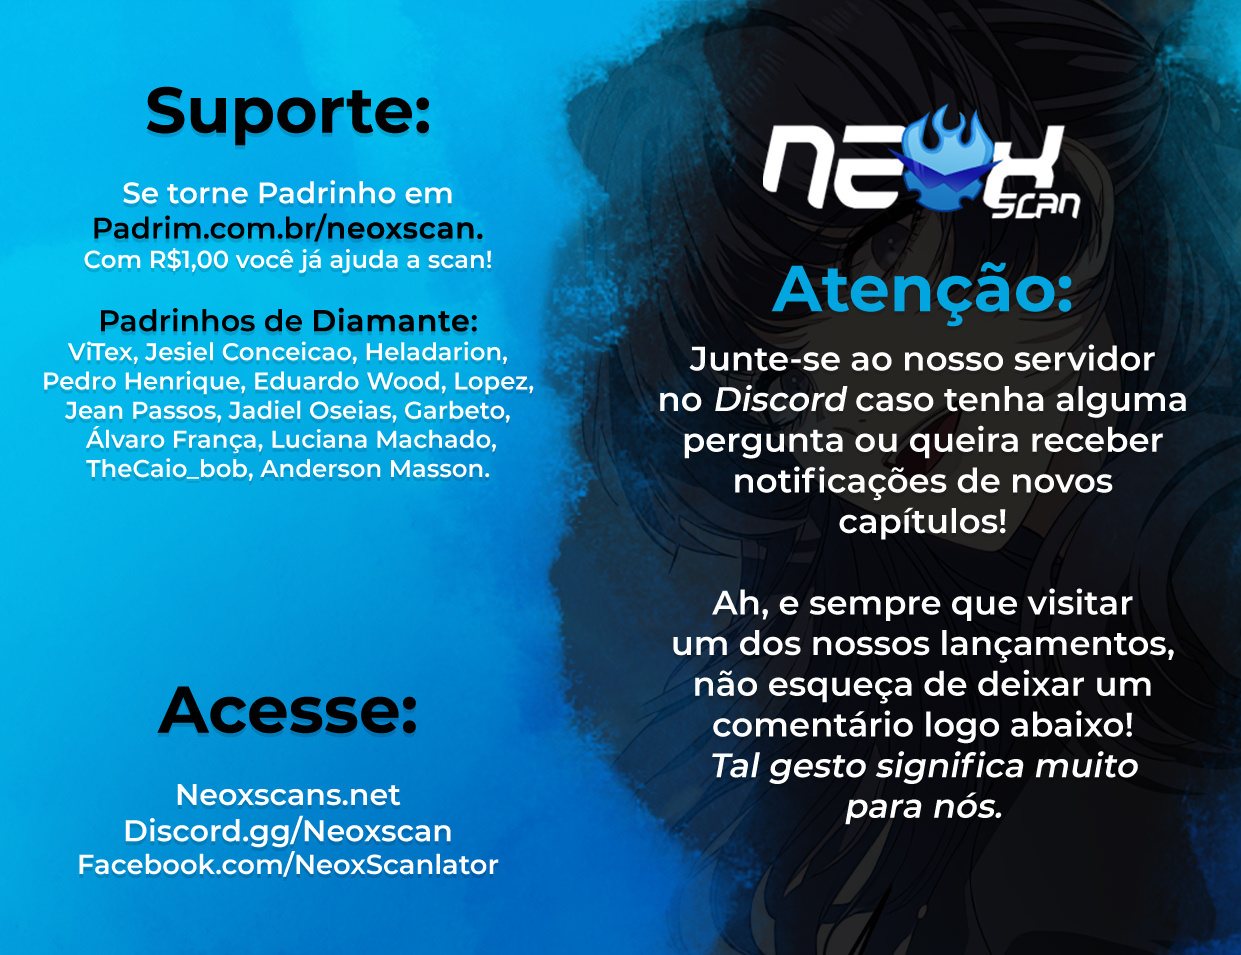 Suporte:
Se torne Padrinho em
Padrim.com.br/neoxscan.
Com R$1,00 você já ajuda a scan!
Padrinhos de Diamante:
ViTex, Jesiel Conceicao, Heladarion,
Pedro Henrique, Eduardo Wood, Lopez,
Jean Passos, Jadiel Oseias, Garbeto,
Álvaro França, Luciana Machado,
TheCaio_bob, Anderson Masson.
Acesse:
Neoxscans.net
Discord.gg/Neoxscan
Facebook.com/NeoxScanlator
NEOX
SCAN
Atenção:
Junte-se ao nosso servidor
no Discord caso tenha alguma
pergunta ou queira receber
notificações de novos
capítulos!
Ah, e sempre que visitar
um dos nossos lançamentos,
não esqueça de deixar um
comentário logo abaixo!
Tal gesto significa muito
para nós.